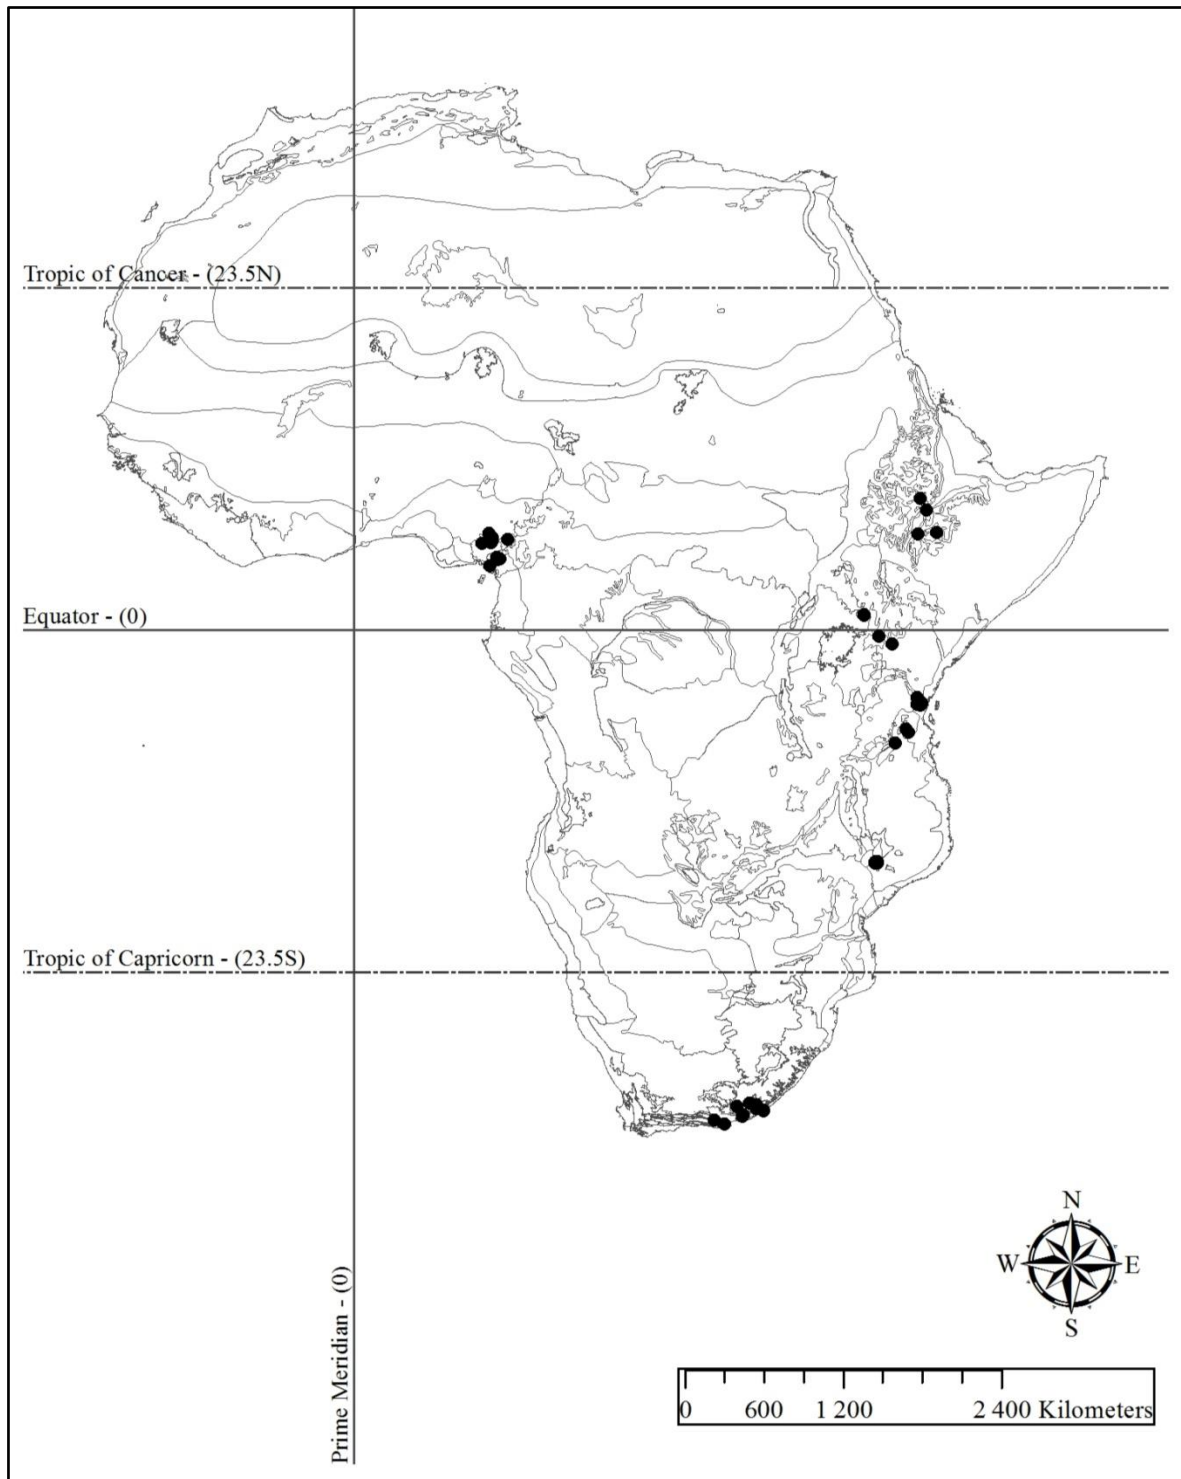 Tropic of Cancer - (23.5N)
Equator - (0)
Tropic of Capricorn - (23.5S)
Prime Meridian - (0)
N
W E
S
0 600 1 200 2 400 Kilometers